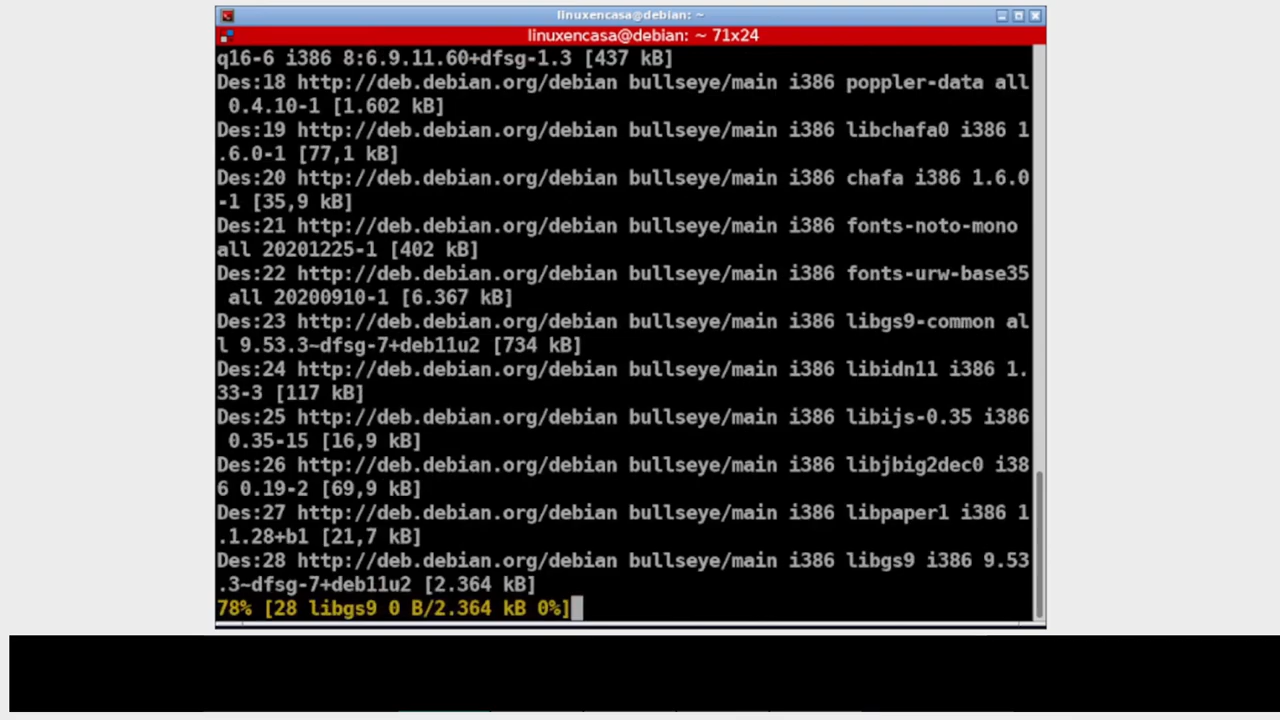 linuxencasa@debian: ~
linuxencasa@debian: ~ 71x24
q16-6 i386 8:6.9.11.60+dfsg-1.3 [437 kB]
Des:18 http://deb.debian.org/debian bullseye/main i386 poppler-data all
 0.4.10-1 [1.602 kB]
Des:19 http://deb.debian.org/debian bullseye/main i386 libchafa0 i386 1
.6.0-1 [77,1 kB]
Des:20 http://deb.debian.org/debian bullseye/main i386 chafa i386 1.6.0
-1 [35,9 kB]
Des:21 http://deb.debian.org/debian bullseye/main i386 fonts-noto-mono
all 20201225-1 [402 kB]
Des:22 http://deb.debian.org/debian bullseye/main i386 fonts-urw-base35
 all 20200910-1 [6.367 kB]
Des:23 http://deb.debian.org/debian bullseye/main i386 libgs9-common al
l 9.53.3~dfsg-7+deb11u2 [734 kB]
Des:24 http://deb.debian.org/debian bullseye/main i386 libidn11 i386 1.
33-3 [117 kB]
Des:25 http://deb.debian.org/debian bullseye/main i386 libijs-0.35 i386
 0.35-15 [16,9 kB]
Des:26 http://deb.debian.org/debian bullseye/main i386 libjbig2dec0 i38
6 0.19-2 [69,9 kB]
Des:27 http://deb.debian.org/debian bullseye/main i386 libpaper1 i386 1
.1.28+b1 [21,7 kB]
Des:28 http://deb.debian.org/debian bullseye/main i386 libgs9 i386 9.53
.3~dfsg-7+deb11u2 [2.364 kB]
78% [28 libgs9 0 B/2.364 kB 0%]